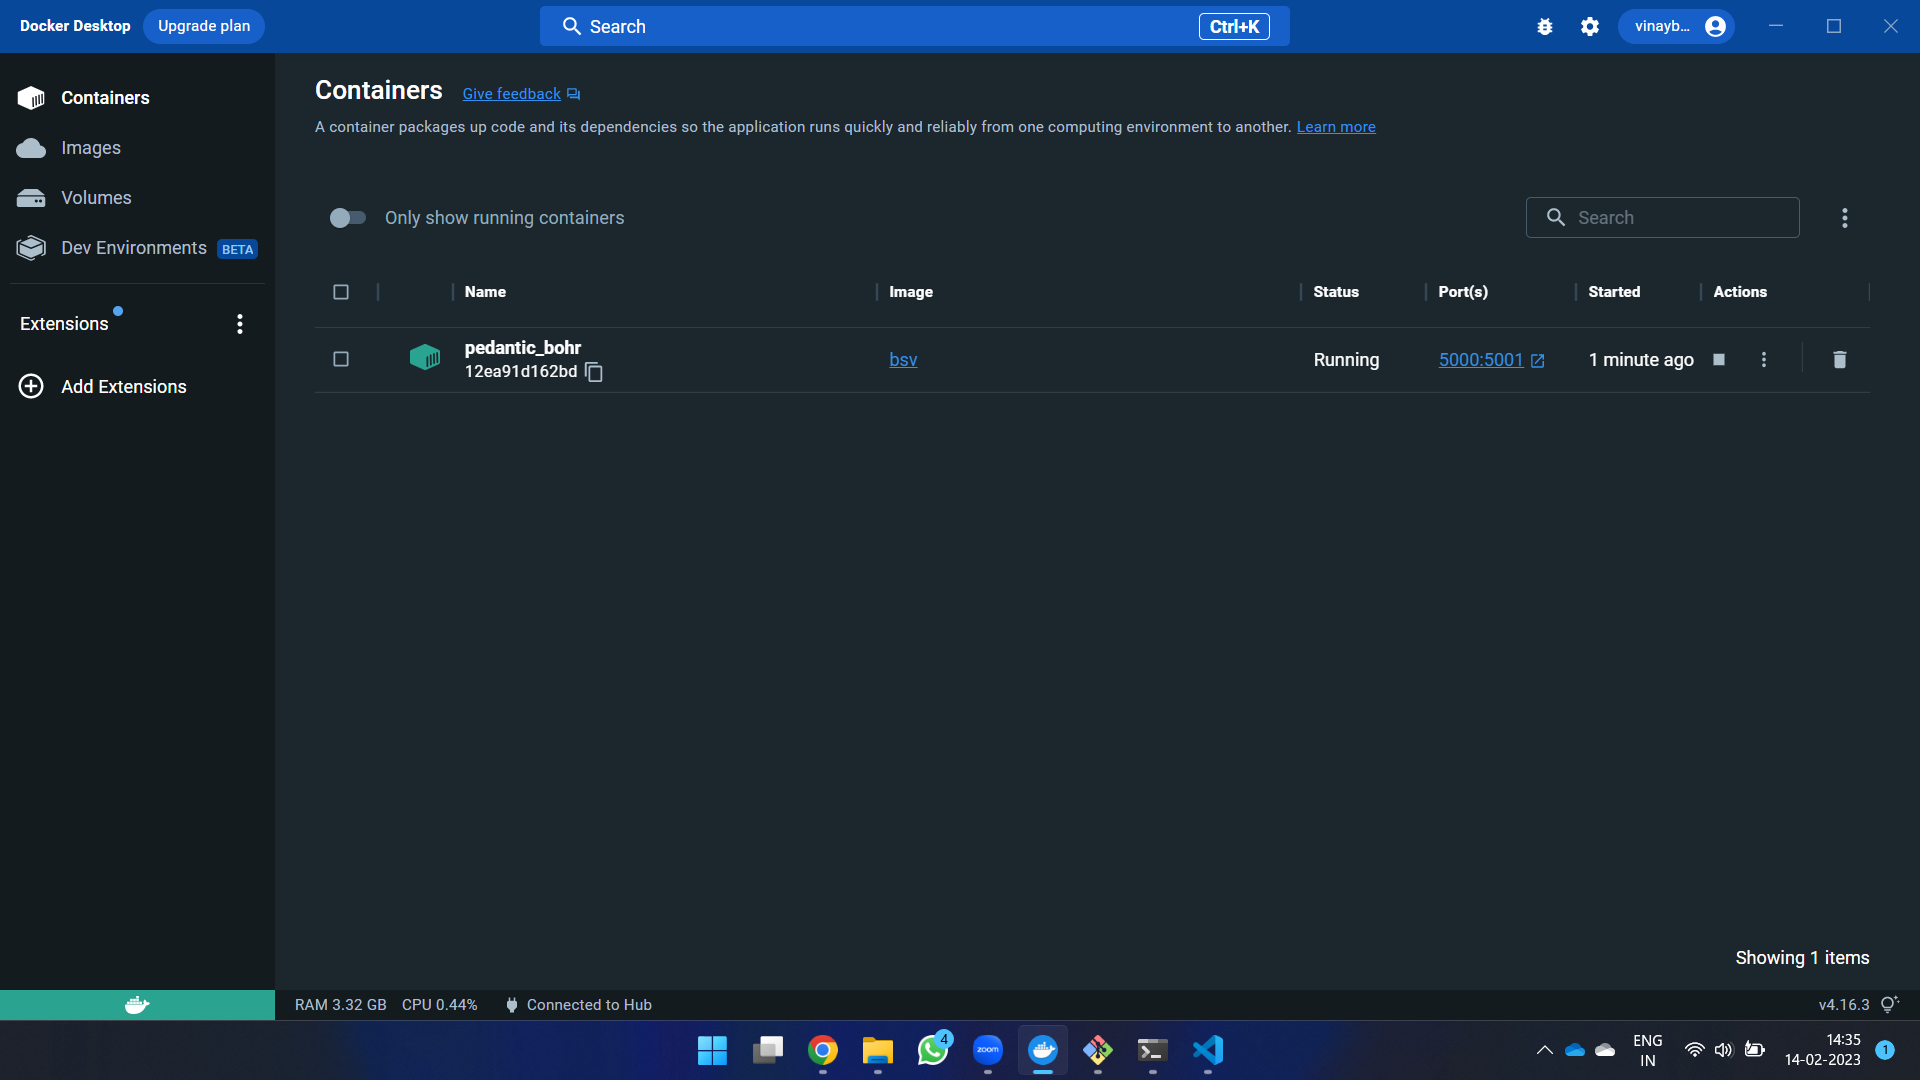 Docker Desktop
Upgrade plan
Search
Ctrl+K
vinayb...
Containers
Images
Volumes
Dev Environments
BETA
Extensions
Add Extensions
Containers
Give feedback
A container packages up code and its dependencies so the application runs quickly and reliably from one computing environment to another. Learn more
Only show running containers
Search
Name
Image
Status
Port(s)
Started
Actions
pedantic_bohr
12ea91d162bd
bsv
Running
5000:5001
1 minute ago
Showing 1 items
RAM 3.32 GB
CPU 0.44%
Connected to Hub
v4.16.3
4
zoom
ENG
IN
14:35
14-02-2023
1